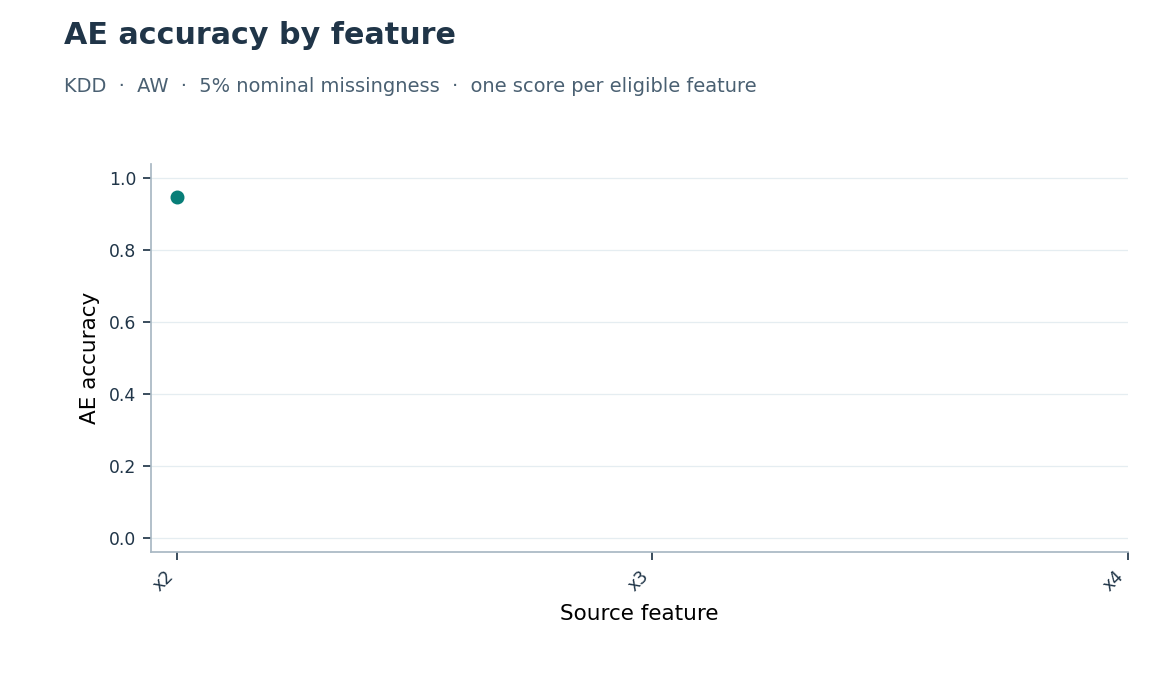 AE accuracy by feature
KDD · AW · 5% nominal missingness · one score per eligible feature
1.0
0.8
0.6
0.4
0.2
0.0
AE accuracy
x2
x3
x4
Source feature